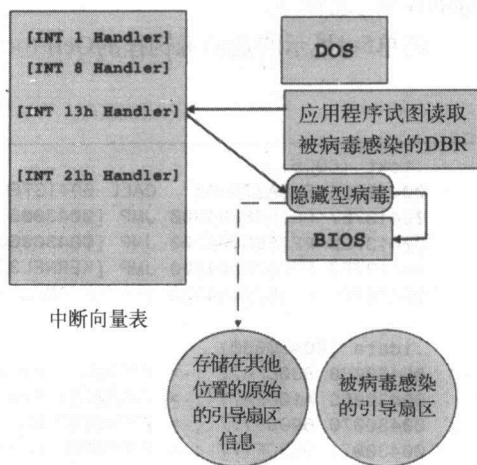 [INT 1 Handler]
[INT 8 Handler]
[INT 13h Handler]
[INT 21h Handler]
中断向量表
DOS
应用程序试图读取
被病毒感染的DBR
隐藏型病毒
BIOS
存储在其他
位置的原始
的引导扇区
信息
被病毒感染
的引导扇区